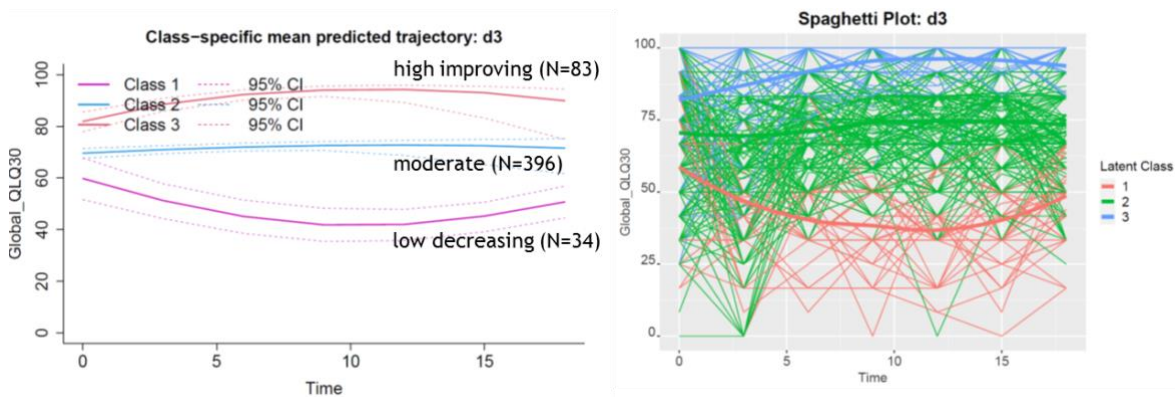 Class-specific mean predicted trajectory: d3
high improving (N=83)
Class 1 95% CI
Class 2 95% CI
Class 3 95% CI
moderate (N=396)
low decreasing (N=34)
Global_QLQ30
100
80
60
40
20
0
0 5 10 15
Time
Spaghetti Plot: d3
Global_QLQ30
100
75
50
25
0
0 5 10 15
Time
Latent Class
1
2
3